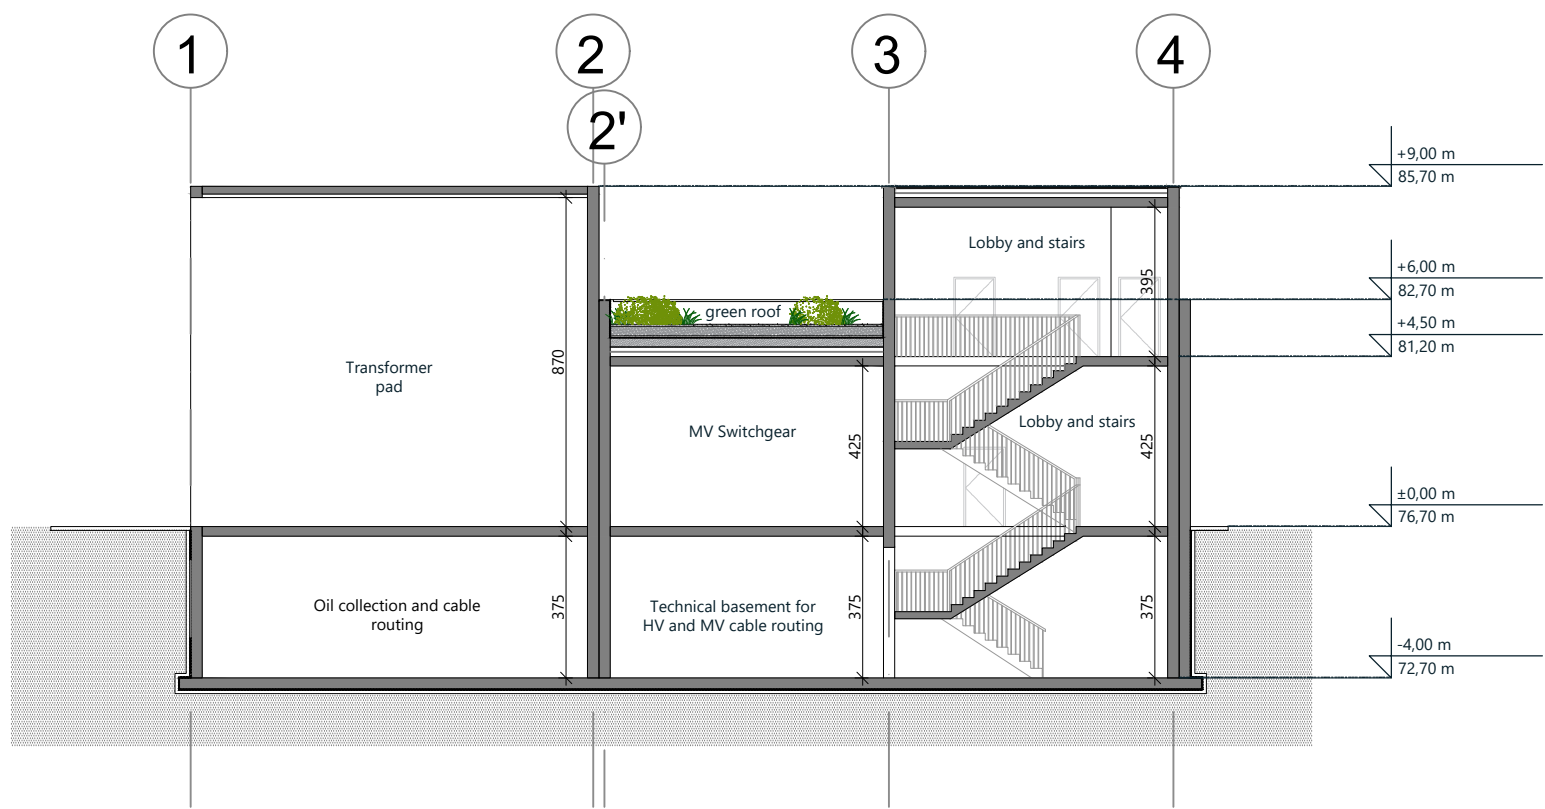 1
2
3
4
2'
+9,00 m
85,70 m
Lobby and stairs
+6,00 m
395
82,70 m
green roof
+4,50 m
81,20 m
870
Transformer
pad
Lobby and stairs
MV Switchgear
425
425
±0,00 m
76,70 m
Oil collection and cable
routing
375
Technical basement for
HV and MV cable routing
375
375
-4,00 m
72,70 m